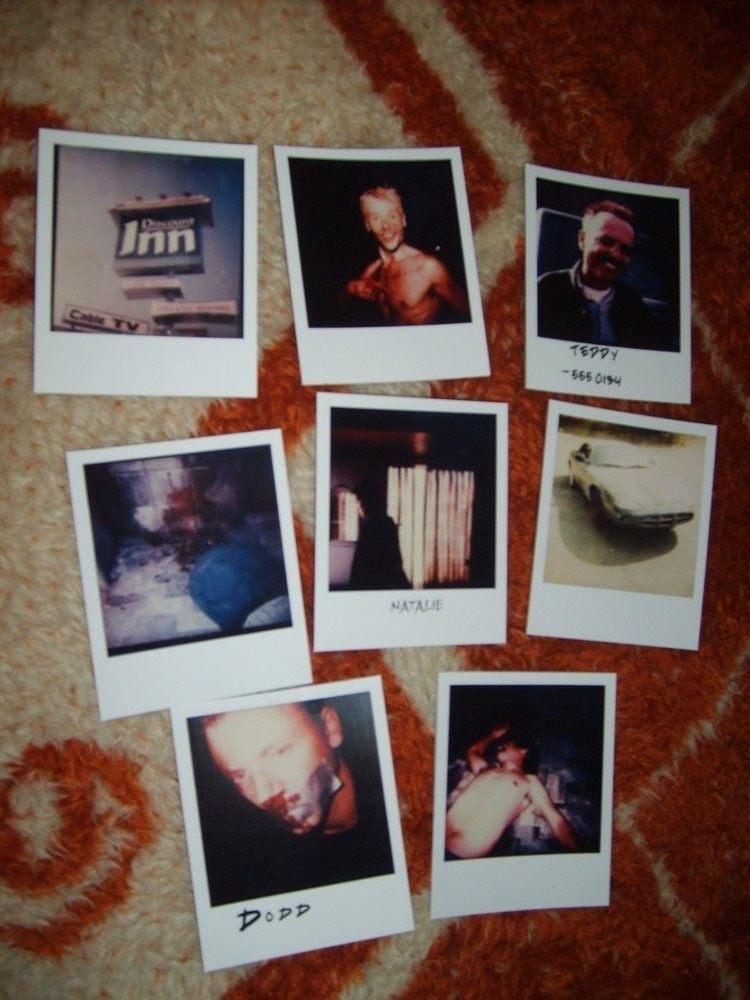 Discount
Inn
Cable TV
TEDDY
-555 0134
NATALIE
DODD